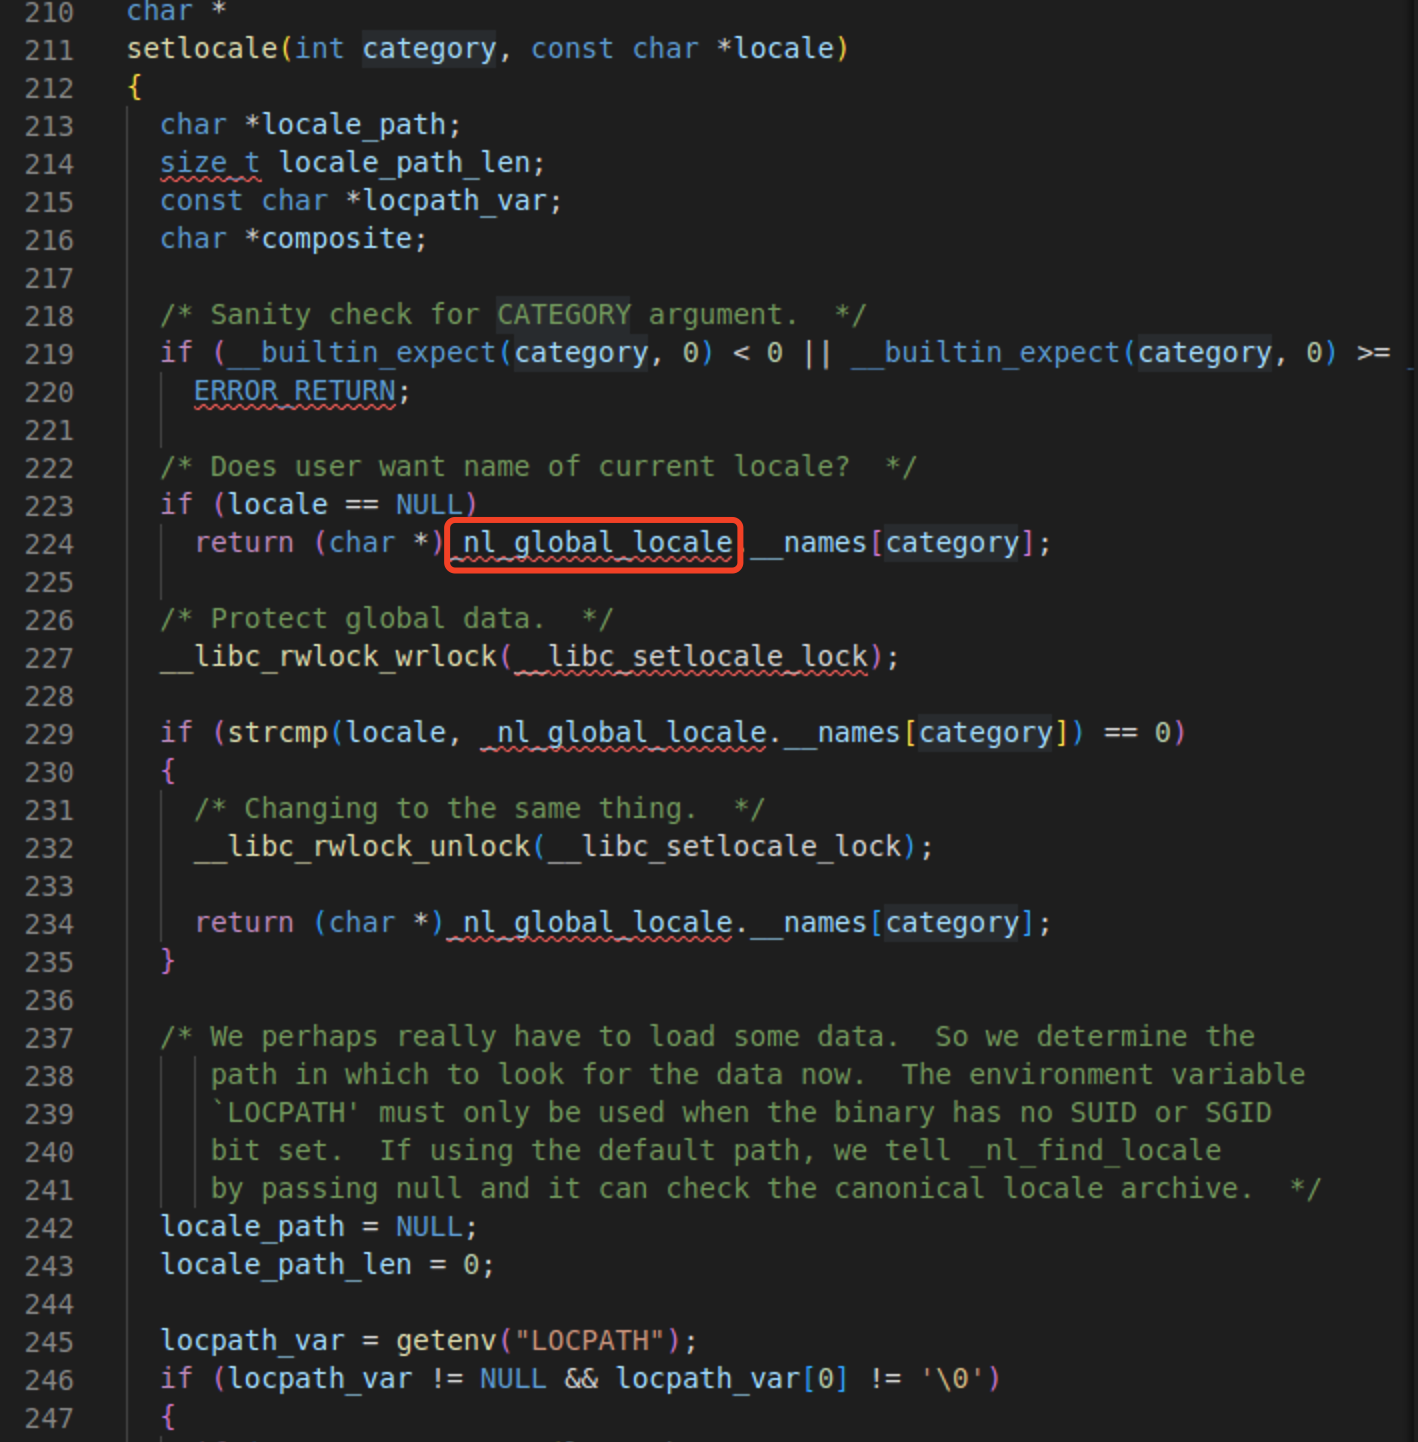 210 char *
211 setlocale(int category, const char *locale)
212 {
213 char *locale_path;
214 size_t locale_path_len;
215 const char *locpath_var;
216 char *composite;
217
218 /* Sanity check for CATEGORY argument.  */
219 if (__builtin_expect(category, 0) < 0 || __builtin_expect(category, 0) >=
220 ERROR_RETURN;
221
222 /* Does user want name of current locale?  */
223 if (locale == NULL)
224 return (char *)_nl_global_locale.__names[category];
225
226 /* Protect global data.  */
227 __libc_rwlock_wrlock(__libc_setlocale_lock);
228
229 if (strcmp(locale, _nl_global_locale.__names[category]) == 0)
230 {
231 /* Changing to the same thing.  */
232 __libc_rwlock_unlock(__libc_setlocale_lock);
233
234 return (char *)_nl_global_locale.__names[category];
235 }
236
237 /* We perhaps really have to load some data.  So we determine the
238 path in which to look for the data now.  The environment variable
239 `LOCPATH' must only be used when the binary has no SUID or SGID
240 bit set.  If using the default path, we tell _nl_find_locale
241 by passing null and it can check the canonical locale archive.  */
242 locale_path = NULL;
243 locale_path_len = 0;
244
245 locpath_var = getenv("LOCPATH");
246 if (locpath_var != NULL && locpath_var[0] != '\0')
247 {